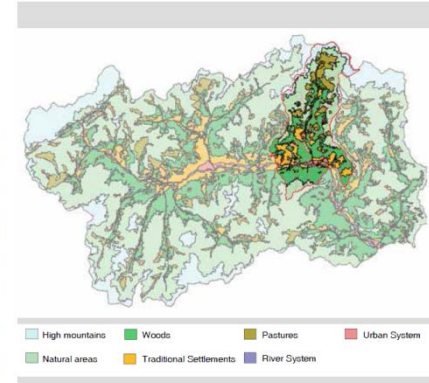 High mountains Woods Pastures Urban System
Natural areas Traditional Settlements River System